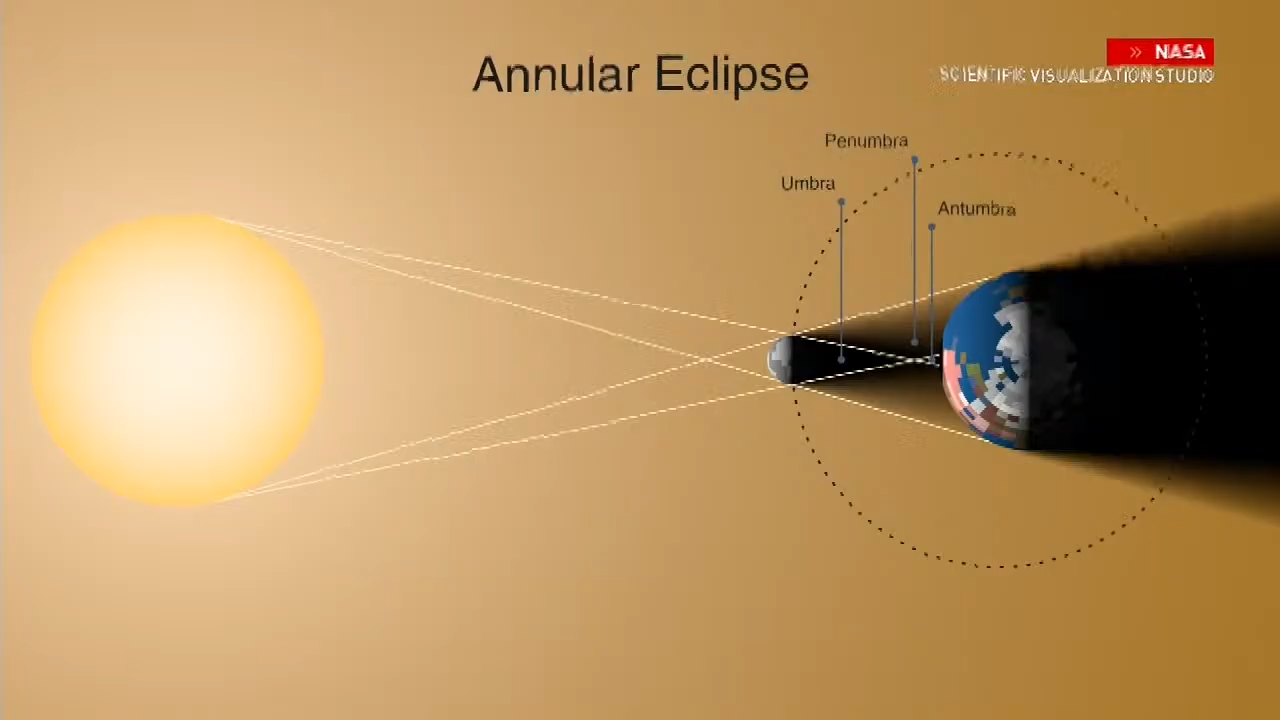 Annular Eclipse
» NASA
SCIENTIFIC VISUALIZATION STUDIO
Penumbra
Umbra
Antumbra